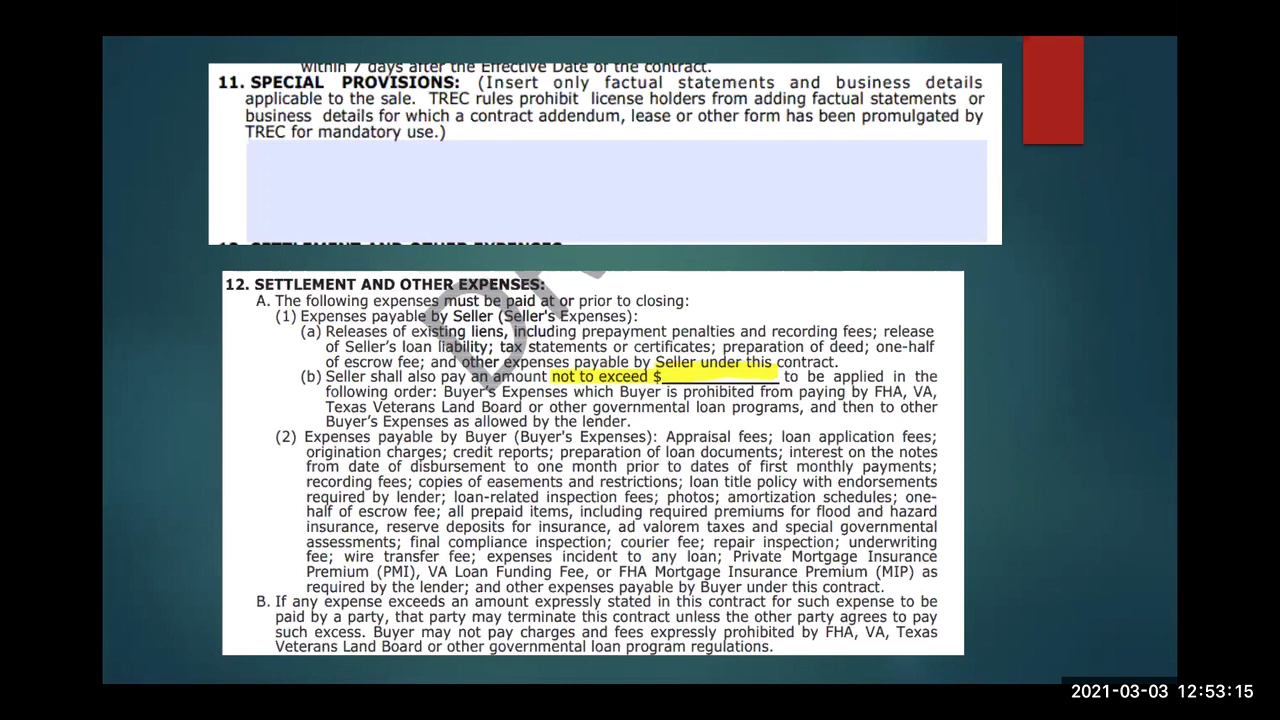 within 7 days after the Effective Date of the contract.
11. SPECIAL PROVISIONS: (Insert only factual statements and business details
applicable to the sale. TREC rules prohibit license holders from adding factual statements or
business details for which a contract addendum, lease or other form has been promulgated by
TREC for mandatory use.)
12. SETTLEMENT AND OTHER EXPENSES:
A. The following expenses must be paid at or prior to closing:
(1) Expenses payable by Seller (Seller's Expenses):
(a) Releases of existing liens, including prepayment penalties and recording fees; release
of Seller's loan liability; tax statements or certificates; preparation of deed; one-half
of escrow fee; and other expenses payable by Seller under this contract.
(b) Seller shall also pay an amount not to exceed $______________ to be applied in the
following order: Buyer's Expenses which Buyer is prohibited from paying by FHA, VA,
Texas Veterans Land Board or other governmental loan programs, and then to other
Buyer's Expenses as allowed by the lender.
(2) Expenses payable by Buyer (Buyer's Expenses): Appraisal fees; loan application fees;
origination charges; credit reports; preparation of loan documents; interest on the notes
from date of disbursement to one month prior to dates of first monthly payments;
recording fees; copies of easements and restrictions; loan title policy with endorsements
required by lender; loan-related inspection fees; photos; amortization schedules; one-
half of escrow fee; all prepaid items, including required premiums for flood and hazard
insurance, reserve deposits for insurance, ad valorem taxes and special governmental
assessments; final compliance inspection; courier fee; repair inspection; underwriting
fee; wire transfer fee; expenses incident to any loan; Private Mortgage Insurance
Premium (PMI), VA Loan Funding Fee, or FHA Mortgage Insurance Premium (MIP) as
required by the lender; and other expenses payable by Buyer under this contract.
B. If any expense exceeds an amount expressly stated in this contract for such expense to be
paid by a party, that party may terminate this contract unless the other party agrees to pay
such excess. Buyer may not pay charges and fees expressly prohibited by FHA, VA, Texas
Veterans Land Board or other governmental loan program regulations.
2021-03-03 12:53:15